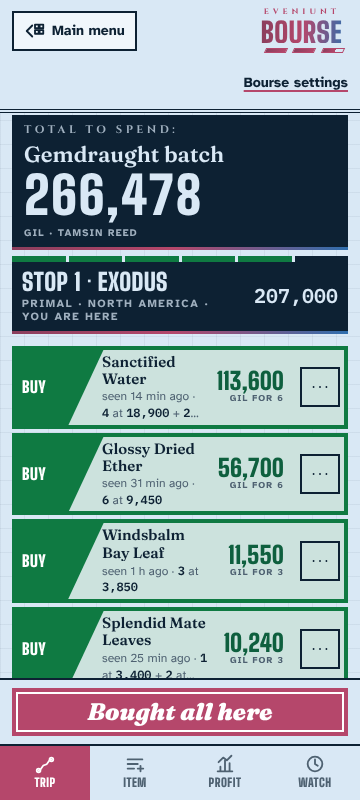 Main menu
EVENIUNT
BOURSE
Bourse settings
TOTAL TO SPEND:
Gemdraught batch
266,478
GIL · TAMSIN REED
STOP 1 · EXODUS
PRIMAL · NORTH AMERICA ·
YOU ARE HERE
207,000
BUY
Sanctified
Water
seen 14 min ago ·
4 at 18,900 + 2…
113,600
GIL FOR 6
...
BUY
Glossy Dried
Ether
seen 31 min ago ·
6 at 9,450
56,700
GIL FOR 6
...
BUY
Windsbalm
Bay Leaf
seen 1 h ago · 3 at
3,850
11,550
GIL FOR 3
...
BUY
Splendid Mate
Leaves
seen 25 min ago · 1
at 3,400 + 2 at…
10,240
GIL FOR 3
...
Bought all here
TRIP
ITEM
PROFIT
WATCH